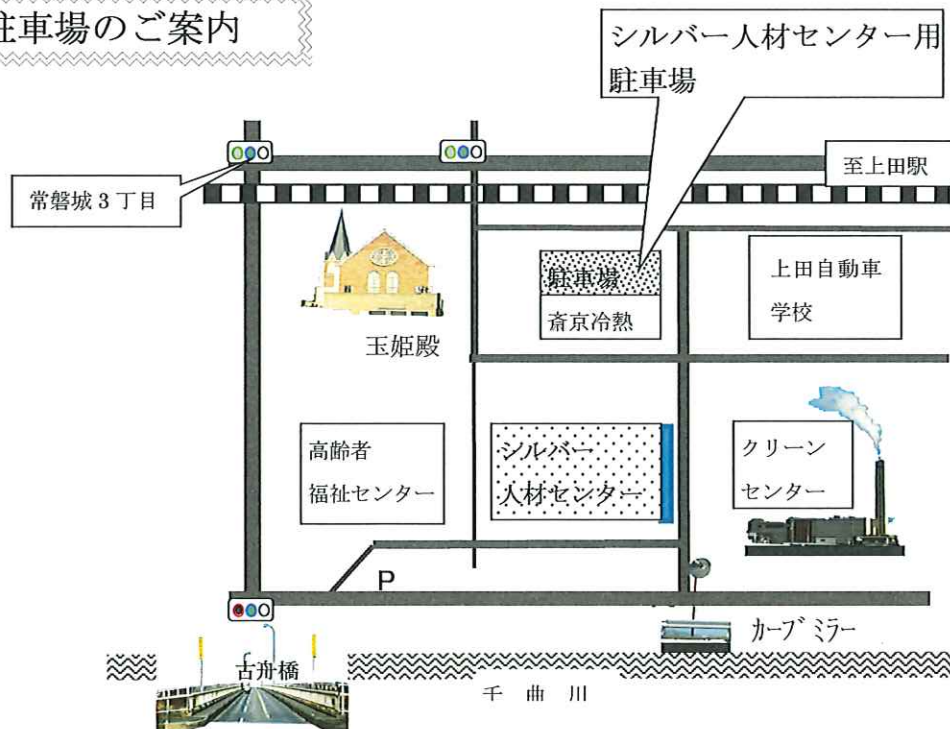 駐車場のご案内
シルバー人材センター用
駐車場
至上田駅
常磐城3丁目
駐車場
斎京冷熱
上田自動車
学校
玉姫殿
高齢者
福祉センター
シルバー
人材センター
クリーン
センター
P
カーブミラー
古舟橋
千曲川